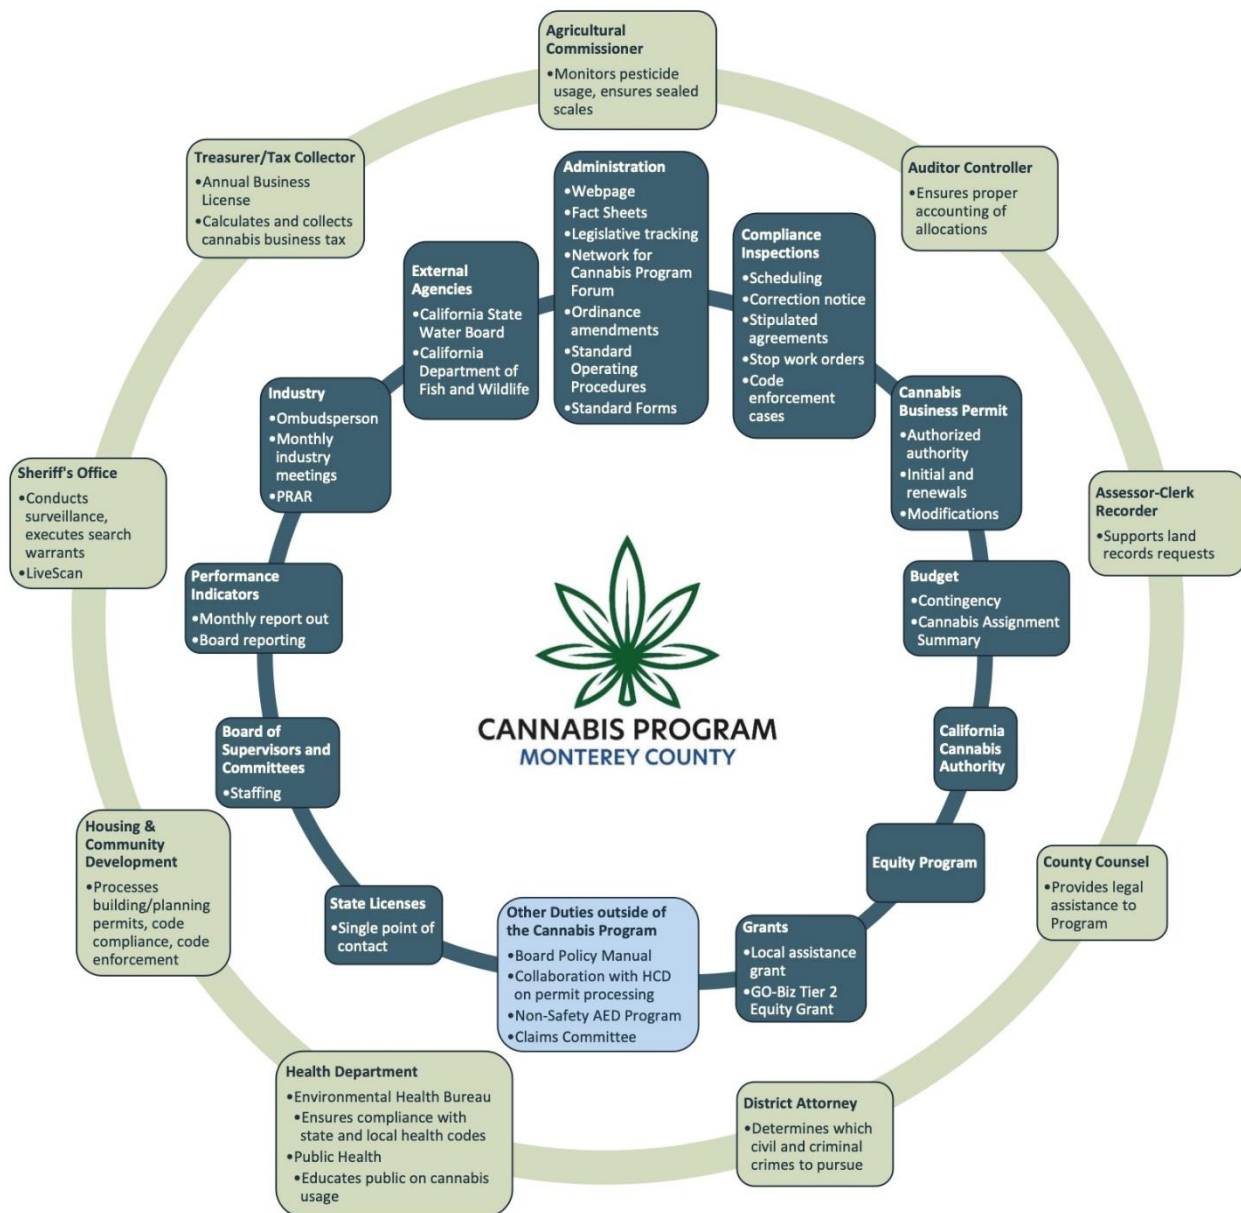 Agricultural
Commissioner
•Monitors pesticide
usage, ensures sealed
scales
Treasurer/Tax Collector
•Annual Business
License
•Calculates and collects
cannabis business tax
Administration
•Webpage
•Fact Sheets
•Legislative tracking
•Network for
Cannabis Program
Forum
•Ordinance
amendments
•Standard
Operating
Procedures
•Standard Forms
Auditor Controller
•Ensures proper
accounting of
allocations
External
Agencies
•California State
Water Board
•California
Department of
Fish and Wildlife
Compliance
Inspections
•Scheduling
•Correction notice
•Stipulated
agreements
•Stop work orders
•Code
enforcement
cases
Industry
•Ombudsperson
•Monthly
industry
meetings
•PRAR
Cannabis
Business Permit
•Authorized
authority
•Initial and
renewals
•Modifications
Sheriff's Office
•Conducts
surveillance,
executes search
warrants
•LiveScan
Assessor-Clerk
Recorder
•Supports land
records requests
Performance
Indicators
•Monthly report out
•Board reporting
Budget
•Contingency
•Cannabis Assignment
Summary
CANNABIS PROGRAM
MONTEREY COUNTY
Board of
Supervisors and
Committees
•Staffing
California
Cannabis
Authority
Housing &
Community
Development
•Processes
building/planning
permits, code
compliance, code
enforcement
Equity Program
County Counsel
•Provides legal
assistance to
Program
State Licenses
•Single point of
contact
Other Duties outside of
the Cannabis Program
•Board Policy Manual
•Collaboration with HCD
on permit processing
•Non-Safety AED Program
•Claims Committee
Grants
•Local assistance
grant
•GO-Biz Tier 2
Equity Grant
Health Department
•Environmental Health Bureau
•Ensures compliance with
state and local health codes
•Public Health
•Educates public on cannabis
usage
District Attorney
•Determines which
civil and criminal
crimes to pursue